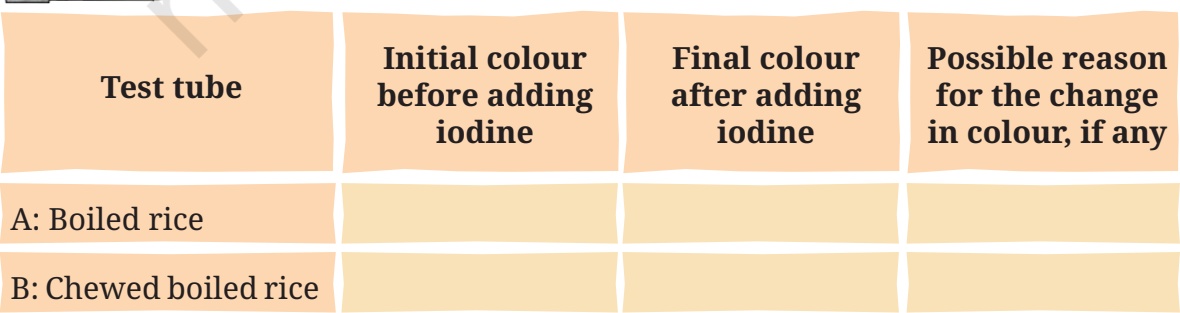 Test tube
Initial colour
before adding
iodine
Final colour
after adding
iodine
Possible reason
for the change
in colour, if any
A: Boiled rice
B: Chewed boiled rice